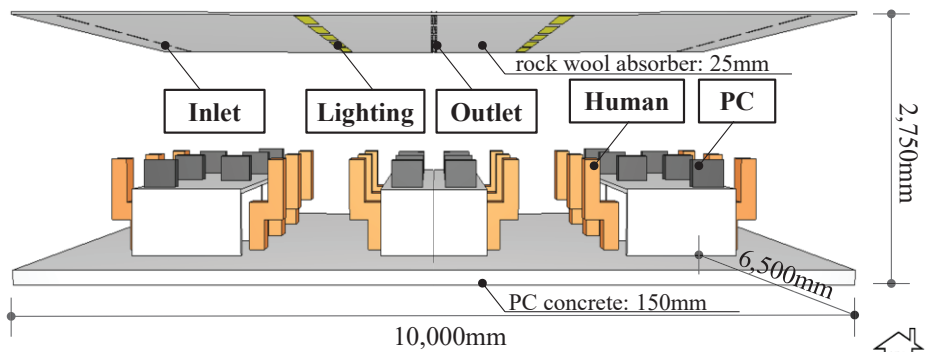 rock wool absorber: 25mm
Inlet
Lighting
Outlet
Human
PC
2,750mm
6,500mm
PC concrete: 150mm
10,000mm